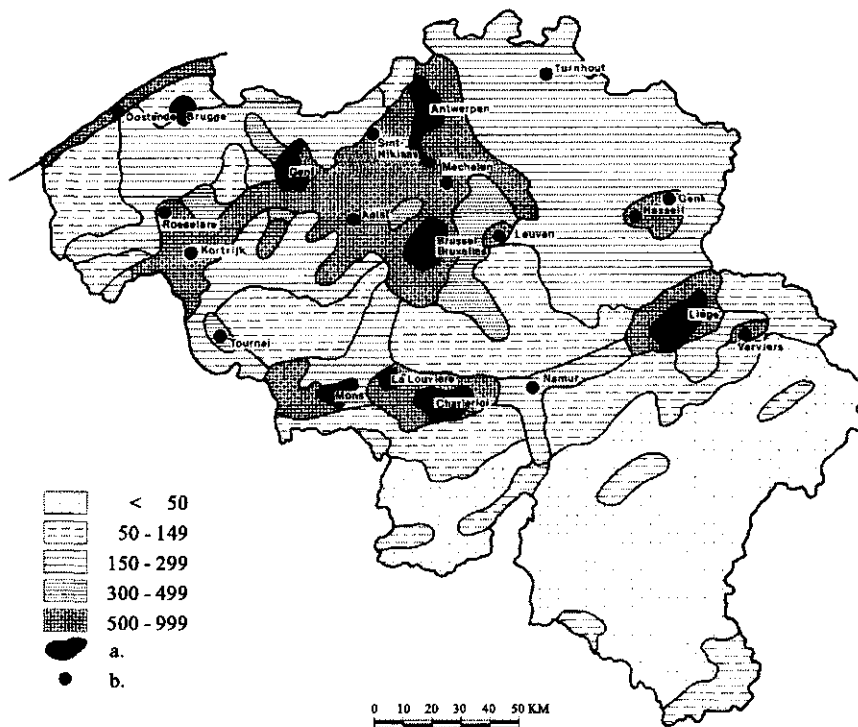 Turnhout
Antwerpen
Oostende
Brugge
Sint-
Niklaas
Gent
Mechelen
Genk
Hasselt
Roeselare
Aalst
Leuven
Brussel
Bruxelles
Kortrijk
Liège
Tournai
Verviers
La Louvière
Namur
Mons
Charleroi
< 50
50 - 149
150 - 299
300 - 499
500 - 999
a.
b.
0 10 20 30 40 50 KM